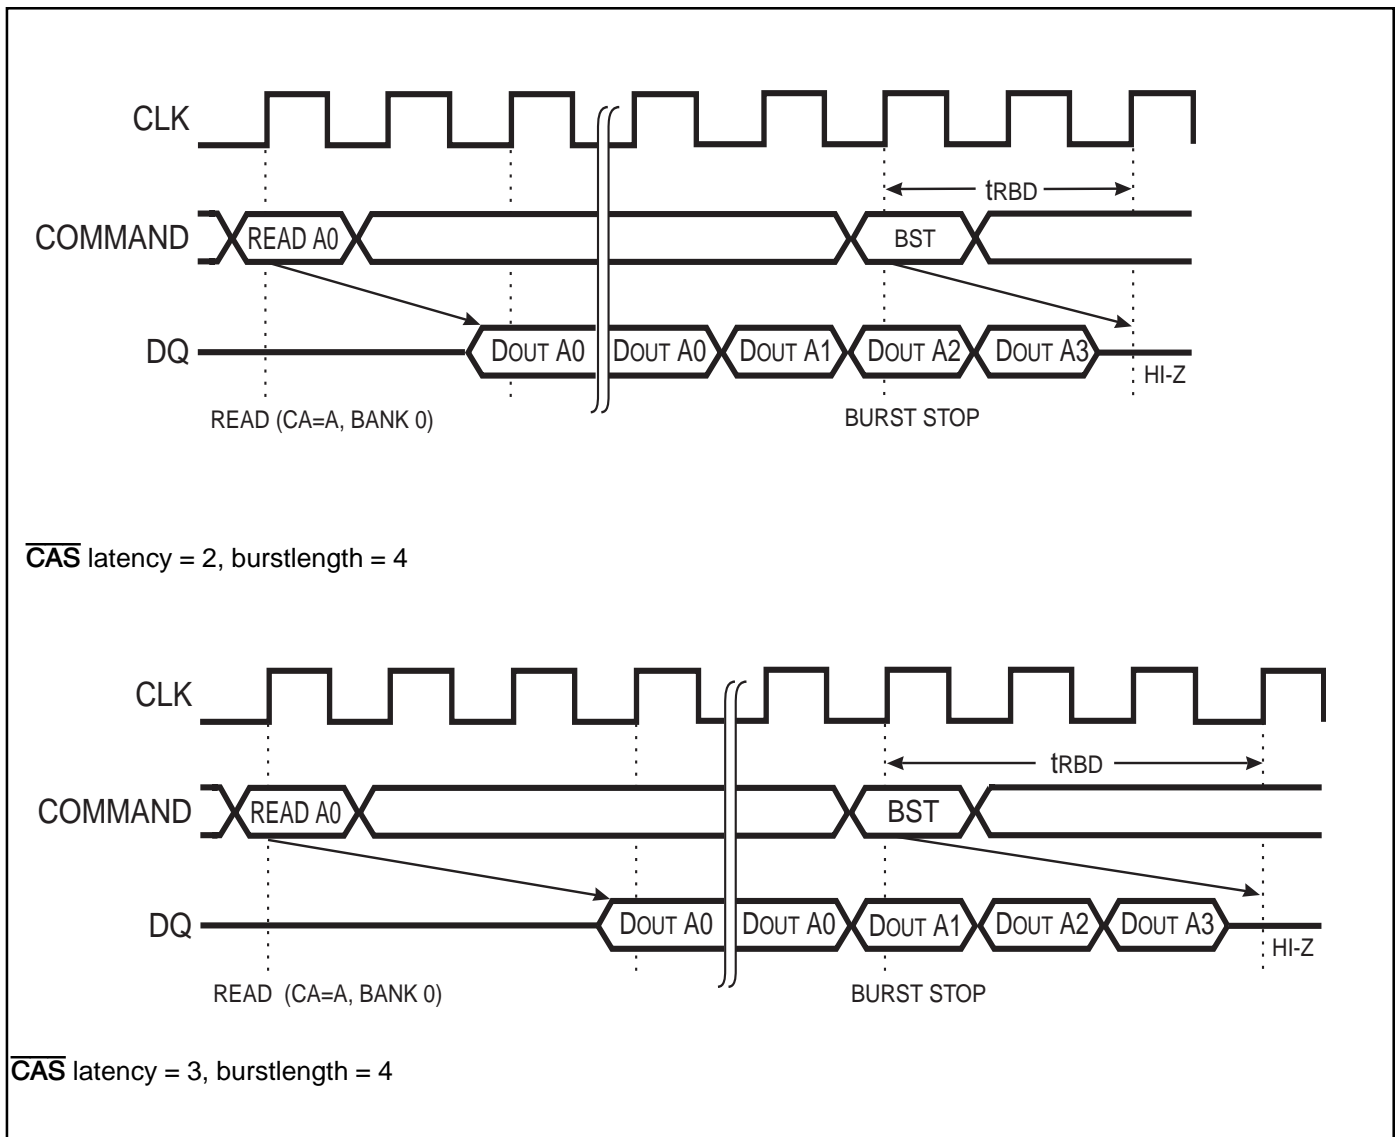 CLK
tRBD
COMMAND READ A0 BST
DQ DOUT A0 DOUT A0 DOUT A1 DOUT A2 DOUT A3
HI-Z
READ (CA=A, BANK 0) BURST STOP
CAS latency = 2, burstlength = 4
CLK
tRBD
COMMAND READ A0 BST
DQ DOUT A0 DOUT A0 DOUT A1 DOUT A2 DOUT A3
HI-Z
READ (CA=A, BANK 0) BURST STOP
CAS latency = 3, burstlength = 4